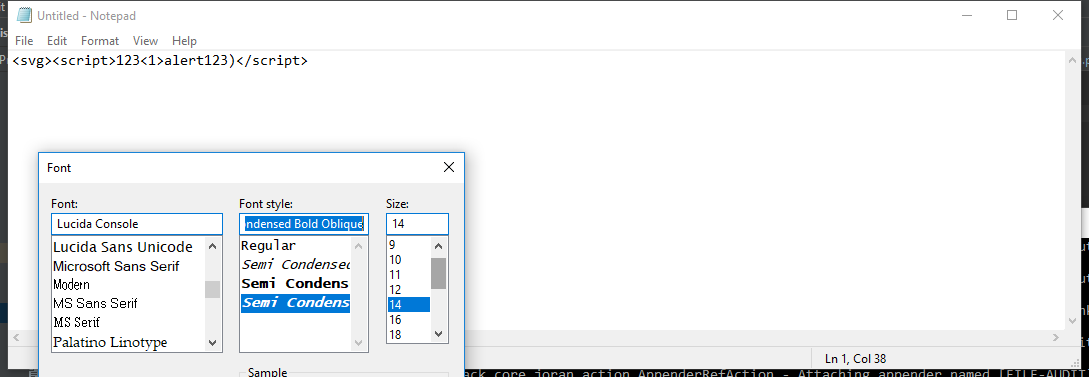 Untitled - Notepad
File Edit Format View Help
<svg><script>123<1>alert123)</script>
Font
Font: Font style: Size:
Lucida Console ndensed Bold Oblique 14
Lucida Sans Unicode Regular 9
Microsoft Sans Serif Semi Condensed 10
Modern Semi Condens 11
MS Sans Serif Semi Condens 12
MS Serif 14
Palatino Linotype 16
18
Sample
Ln 1, Col 38
ack core joran action AppenderRefAction - Attaching appender named [FILE-AUDIT